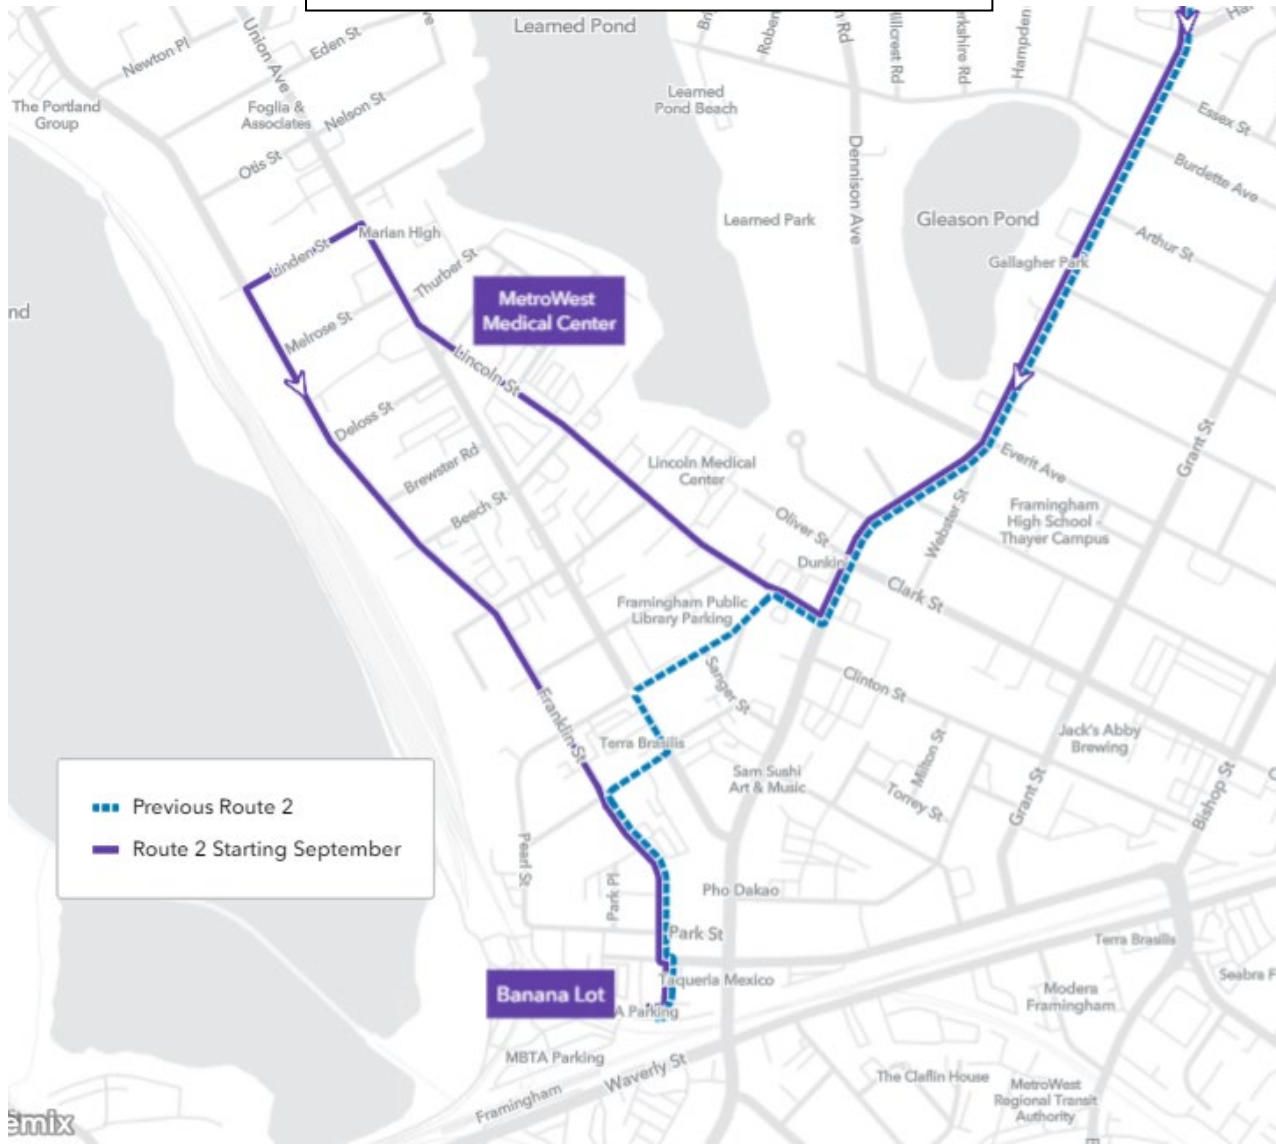 Learned Pond
Union Ave
Eden St
Newton Pl
Dennison Ave
Hillcrest Rd
Hampden
The Portland
Group
Foglia &
Associates
Nelson St
Learned
Pond Beach
Essex St
Otis St
Burdette Ave
Learned Park
Gleason Pond
Marian High
Linden St
Arthur St
Gallagher Park
Thurber St
MetroWest
Medical Center
Melrose St
Lincoln St
Deloss St
Grant St
Brewster Rd
Lincoln Medical
Center
Everit Ave
Beech St
Oliver St
Webster St
Framingham
High School -
Thayer Campus
Dunkin
Clark St
Framingham Public
Library Parking
Sanger St
Clinton St
Franklin St
Terra Brasilis
Jack's Abby
Brewing
Milton St
Sam Sushi
Art & Music
Torrey St
Grant St
Bishop St
Previous Route 2
Route 2 Starting September
Pearl St
Park Pl
Pho Dakao
Park St
Terra Brasilis
Taqueria Mexico
Banana Lot
A Parking
Modera
Framingham
Seabra F
MBTA Parking
Waverly St
Framingham
The Claflin House
MetroWest
Regional Transit
Authority
emix